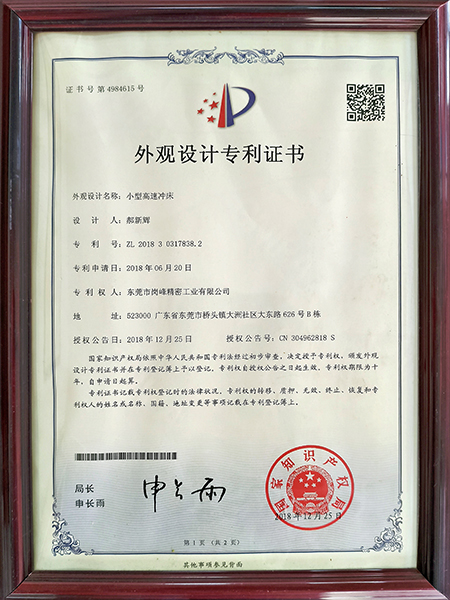 证书号第4984615号
外观设计专利证书
外观设计名称：小型高速冲床
设 计 人：郝新辉
专 利 号：ZL 2018 3 0317838.2
专利申请日：2018年06月20日
专 利 权 人：东莞市岗峰精密工业有限公司
地 址：523000 广东省东莞市桥头镇大洲社区大东路626号B栋
授权公告日：2018年12月25日 授权公告号：CN 304962818 S
国家知识产权局依照中华人民共和国专利法经过初步审查，决定授予专利权，颁发外观
设计专利证书并在专利登记簿上予以登记。专利权自授权公告之日起生效。专利权期限为十
年，自申请日起算。
专利证书记载专利权登记时的法律状况。专利权的转移、质押、无效、终止、恢复和专
利权人的姓名或名称、国籍、地址变更等事项记载在专利登记簿上。
局长
申长雨
申长雨
国家知识产权局
2018年12月25日
第1页（共2页）
其他事项参见背面